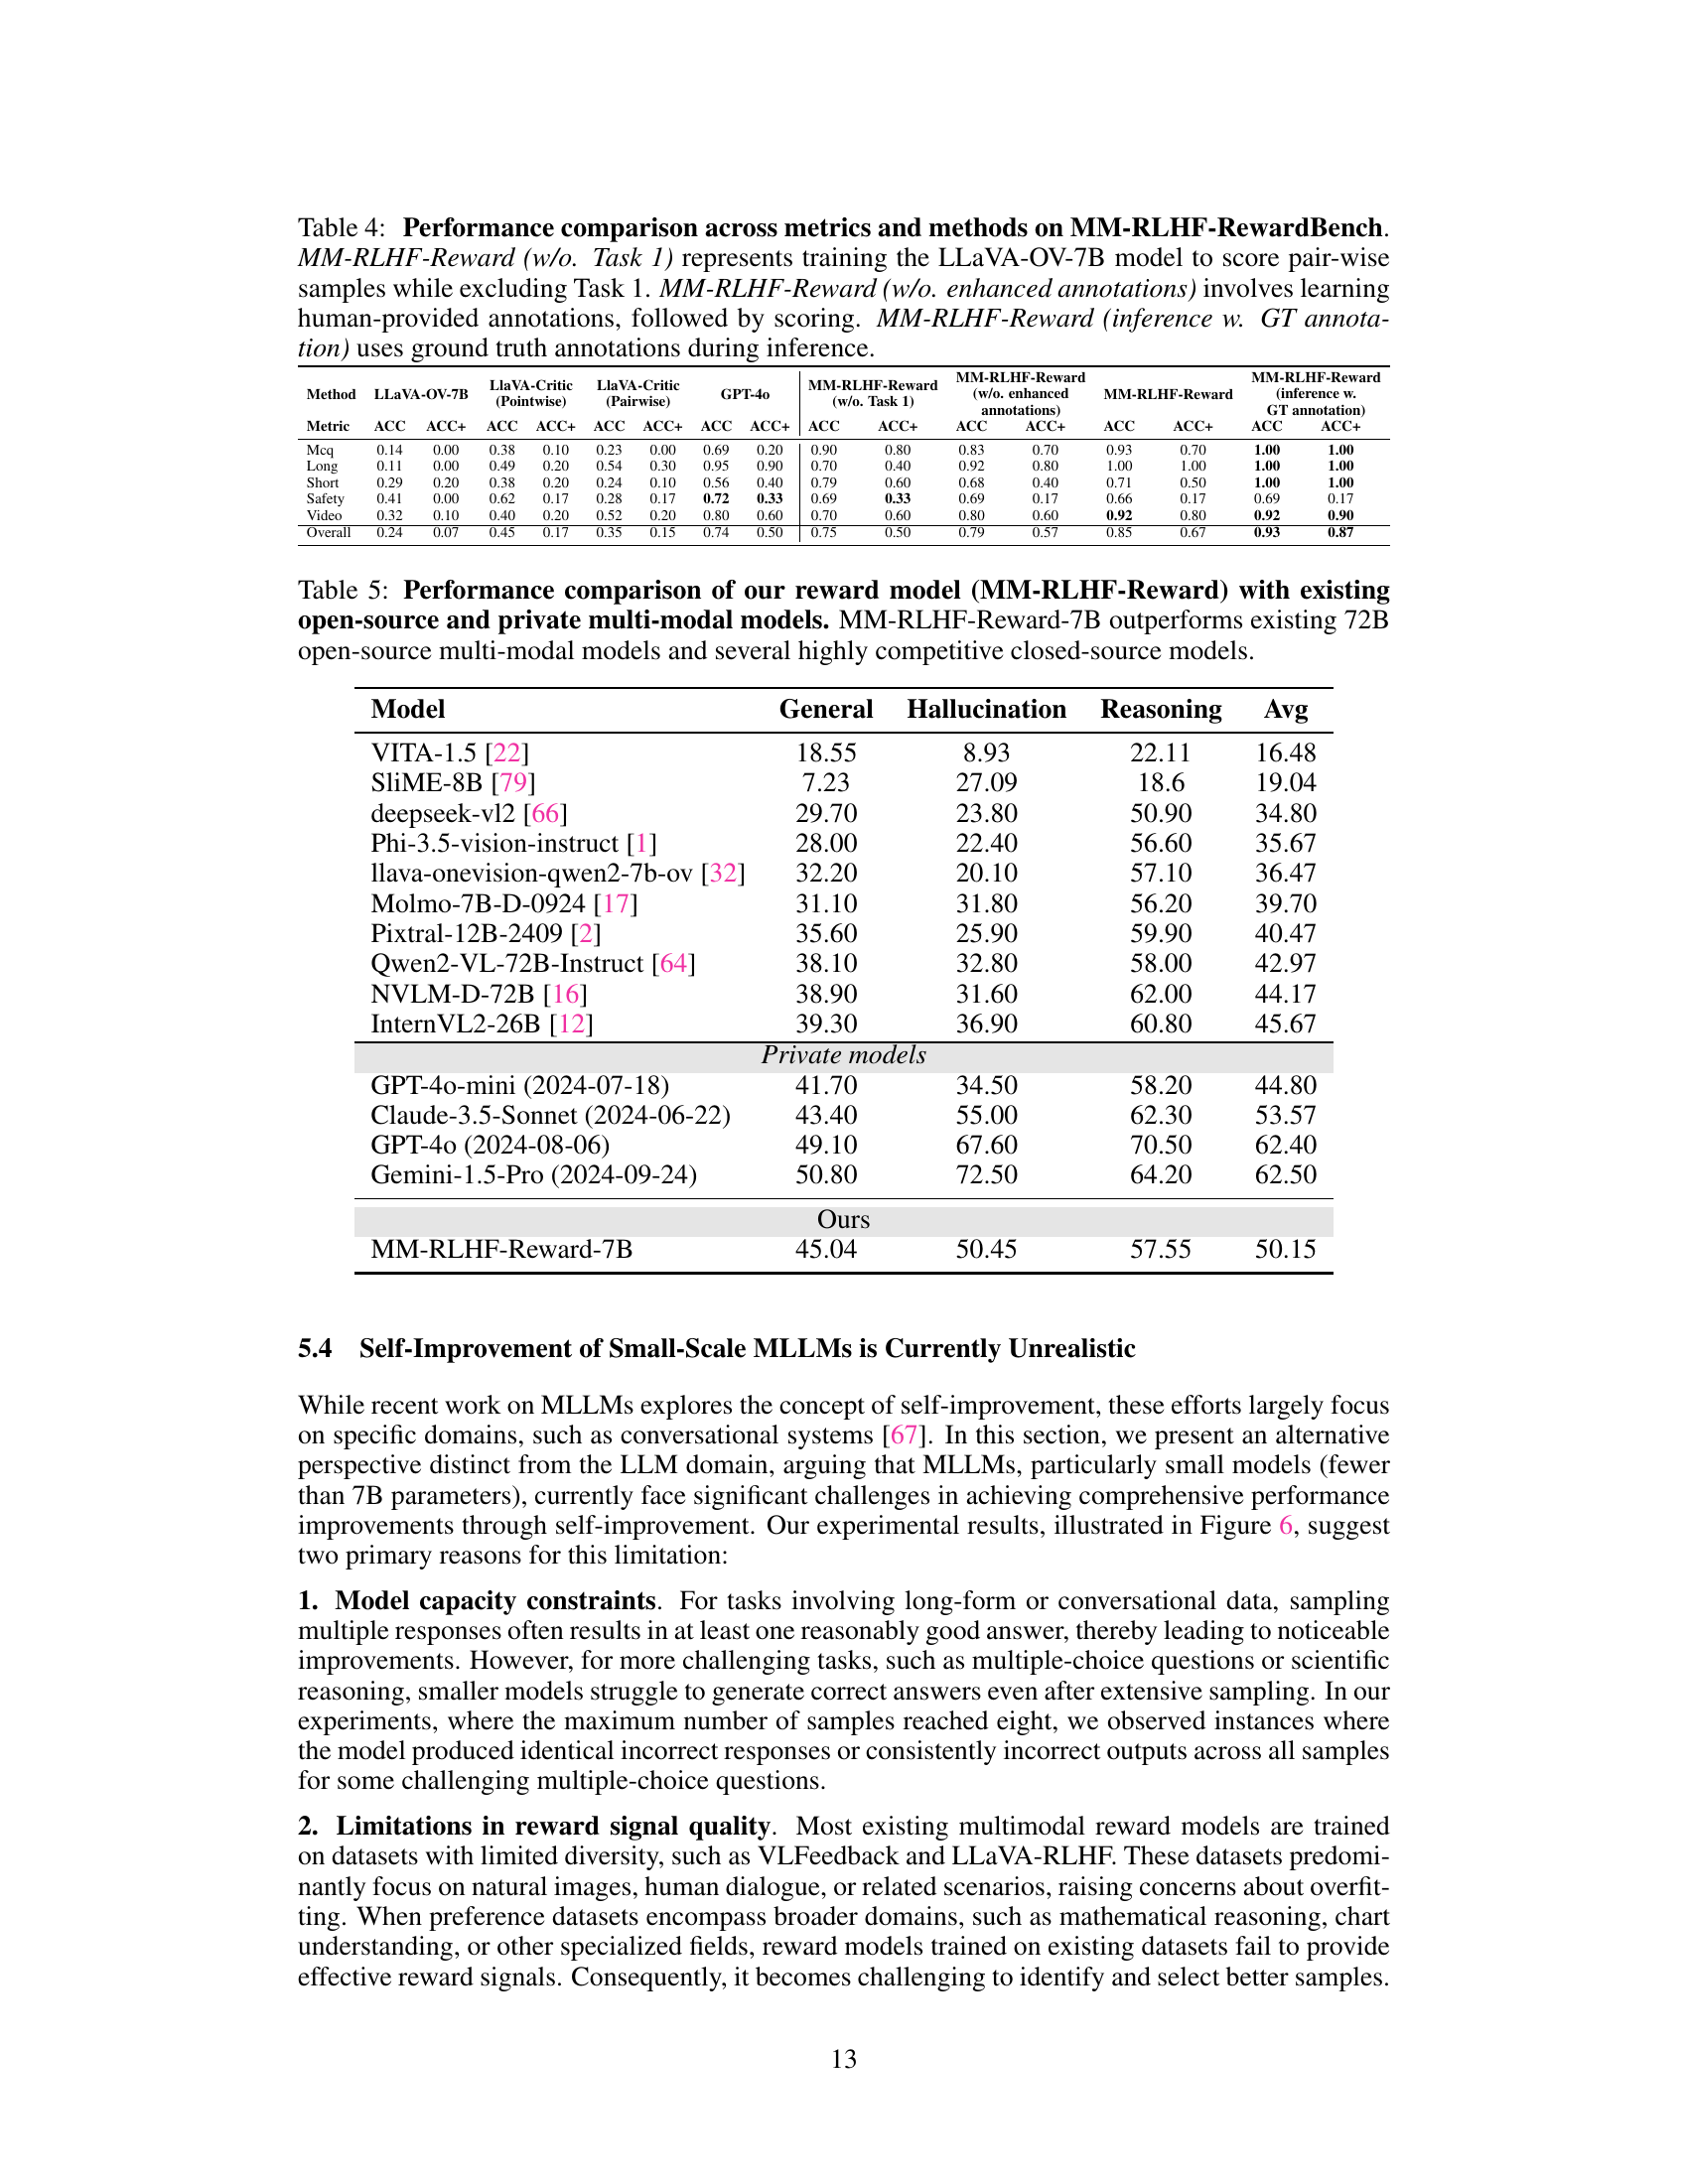 Table 4: Performance comparison across metrics and methods on MM-RLHF-RewardBench.
MM-RLHF-Reward (w/o. Task 1) represents training the LLaVA-OV-7B model to score pair-wise
samples while excluding Task 1. MM-RLHF-Reward (w/o. enhanced annotations) involves learning
human-provided annotations, followed by scoring. MM-RLHF-Reward (inference w. GT annota-
tion) uses ground truth annotations during inference.
Method LLaVA-OV-7B LlaVA-Critic (Pointwise) LlaVA-Critic (Pairwise) GPT-4o MM-RLHF-Reward (w/o. Task 1) MM-RLHF-Reward (w/o. enhanced annotations) MM-RLHF-Reward MM-RLHF-Reward (inference w. GT annotation)
Metric ACC ACC+ ACC ACC+ ACC ACC+ ACC ACC+ ACC ACC+ ACC ACC+ ACC ACC+ ACC ACC+
Mcq 0.14 0.00 0.38 0.10 0.23 0.00 0.69 0.20 0.90 0.80 0.83 0.70 0.93 0.70 1.00 1.00
Long 0.11 0.00 0.49 0.20 0.54 0.30 0.95 0.90 0.70 0.40 0.92 0.80 1.00 1.00 1.00 1.00
Short 0.29 0.20 0.38 0.20 0.24 0.10 0.56 0.40 0.79 0.60 0.68 0.40 0.71 0.50 1.00 1.00
Safety 0.41 0.00 0.62 0.17 0.28 0.17 0.72 0.33 0.69 0.33 0.69 0.17 0.66 0.17 0.69 0.17
Video 0.32 0.10 0.40 0.20 0.52 0.20 0.80 0.60 0.70 0.60 0.80 0.60 0.92 0.80 0.92 0.90
Overall 0.24 0.07 0.45 0.17 0.35 0.15 0.74 0.50 0.75 0.50 0.79 0.57 0.85 0.67 0.93 0.87
Table 5: Performance comparison of our reward model (MM-RLHF-Reward) with existing
open-source and private multi-modal models. MM-RLHF-Reward-7B outperforms existing 72B
open-source multi-modal models and several highly competitive closed-source models.
Model General Hallucination Reasoning Avg
VITA-1.5 [22] 18.55 8.93 22.11 16.48
SliME-8B [79] 7.23 27.09 18.6 19.04
deepseek-vl2 [66] 29.70 23.80 50.90 34.80
Phi-3.5-vision-instruct [1] 28.00 22.40 56.60 35.67
llava-onevision-qwen2-7b-ov [32] 32.20 20.10 57.10 36.47
Molmo-7B-D-0924 [17] 31.10 31.80 56.20 39.70
Pixtral-12B-2409 [2] 35.60 25.90 59.90 40.47
Qwen2-VL-72B-Instruct [64] 38.10 32.80 58.00 42.97
NVLM-D-72B [16] 38.90 31.60 62.00 44.17
InternVL2-26B [12] 39.30 36.90 60.80 45.67
Private models
GPT-4o-mini (2024-07-18) 41.70 34.50 58.20 44.80
Claude-3.5-Sonnet (2024-06-22) 43.40 55.00 62.30 53.57
GPT-4o (2024-08-06) 49.10 67.60 70.50 62.40
Gemini-1.5-Pro (2024-09-24) 50.80 72.50 64.20 62.50
Ours
MM-RLHF-Reward-7B 45.04 50.45 57.55 50.15
5.4 Self-Improvement of Small-Scale MLLMs is Currently Unrealistic
While recent work on MLLMs explores the concept of self-improvement, these efforts largely focus
on specific domains, such as conversational systems [67]. In this section, we present an alternative
perspective distinct from the LLM domain, arguing that MLLMs, particularly small models (fewer
than 7B parameters), currently face significant challenges in achieving comprehensive performance
improvements through self-improvement. Our experimental results, illustrated in Figure 6, suggest
two primary reasons for this limitation:
1. Model capacity constraints. For tasks involving long-form or conversational data, sampling
multiple responses often results in at least one reasonably good answer, thereby leading to noticeable
improvements. However, for more challenging tasks, such as multiple-choice questions or scientific
reasoning, smaller models struggle to generate correct answers even after extensive sampling. In our
experiments, where the maximum number of samples reached eight, we observed instances where
the model produced identical incorrect responses or consistently incorrect outputs across all samples
for some challenging multiple-choice questions.
2. Limitations in reward signal quality. Most existing multimodal reward models are trained
on datasets with limited diversity, such as VLFeedback and LLaVA-RLHF. These datasets predomi-
nantly focus on natural images, human dialogue, or related scenarios, raising concerns about overfit-
ting. When preference datasets encompass broader domains, such as mathematical reasoning, chart
understanding, or other specialized fields, reward models trained on existing datasets fail to provide
effective reward signals. Consequently, it becomes challenging to identify and select better samples.
13